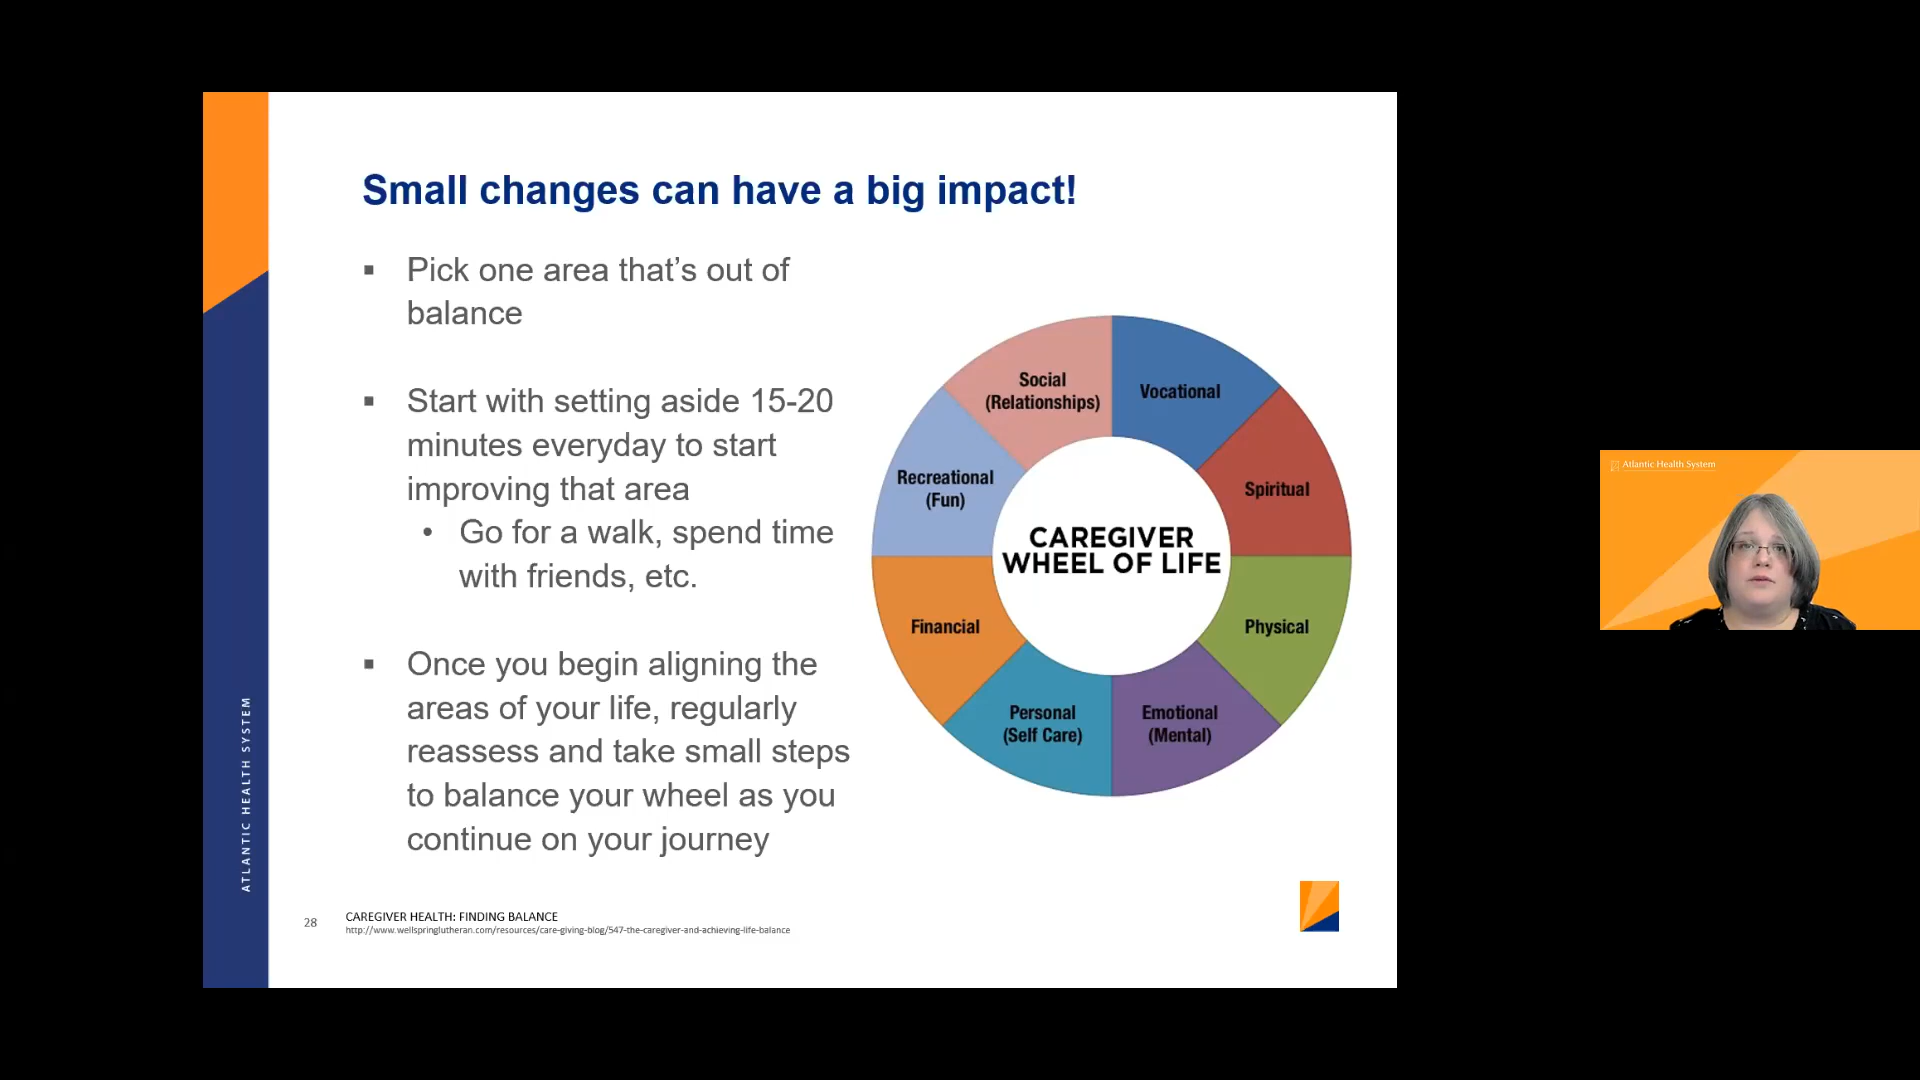 Small changes can have a big impact!
▪ Pick one area that’s out of
balance
▪ Start with setting aside 15-20
minutes everyday to start
improving that area
• Go for a walk, spend time
with friends, etc.
▪ Once you begin aligning the
areas of your life, regularly
reassess and take small steps
to balance your wheel as you
continue on your journey
Social
(Relationships)
Vocational
Recreational
(Fun)
Spiritual
CAREGIVER
WHEEL OF LIFE
Financial
Physical
Personal
(Self Care)
Emotional
(Mental)
ATLANTIC HEALTH SYSTEM
28
CAREGIVER HEALTH: FINDING BALANCE
http://www.wellspringlutheran.com/resources/care-giving-blog/547-the-caregiver-and-achieving-life-balance
Atlantic Health System